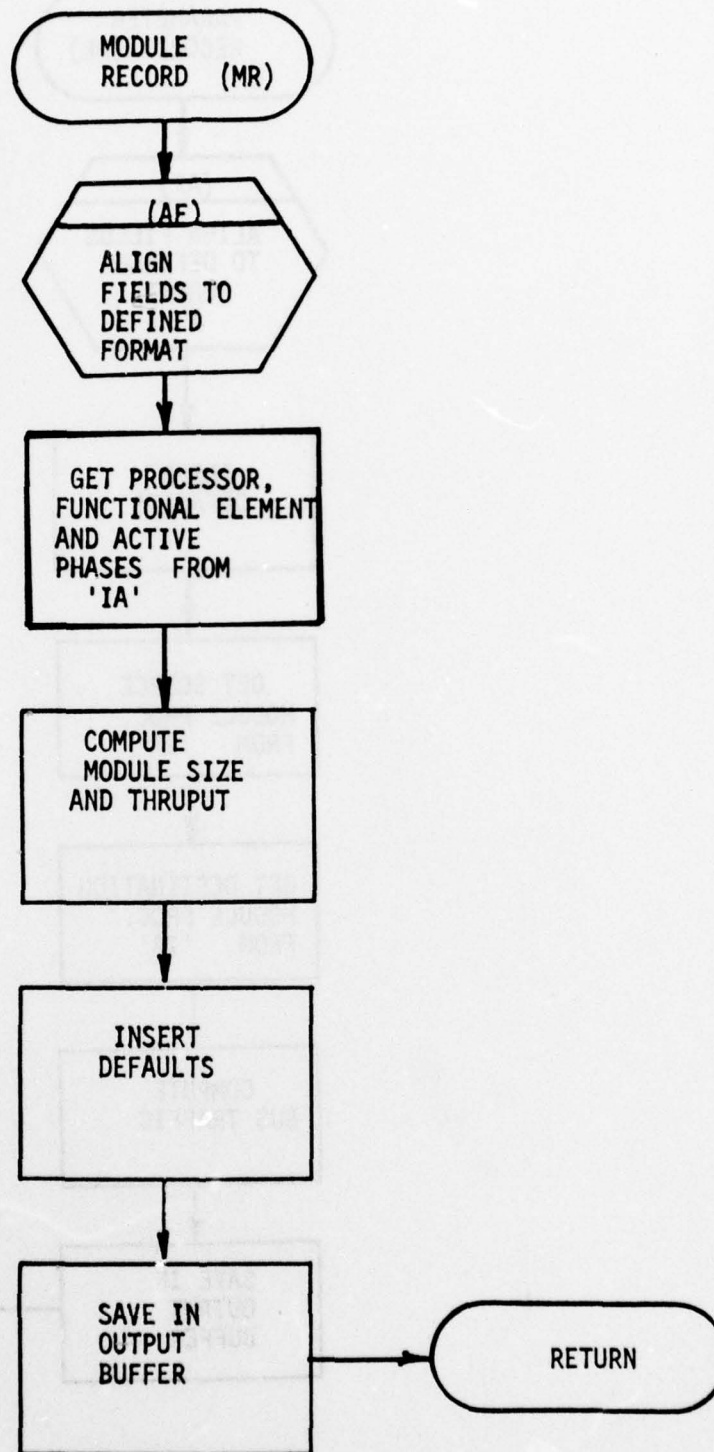 MODULE
RECORD (MR)
(AF)
ALIGN
FIELDS TO
DEFINED
FORMAT
GET PROCESSOR,
FUNCTIONAL ELEMENT
AND ACTIVE
PHASES FROM
'IA'
COMPUTE
MODULE SIZE
AND THRUPUT
INSERT
DEFAULTS
SAVE IN
OUTPUT
BUFFER
RETURN